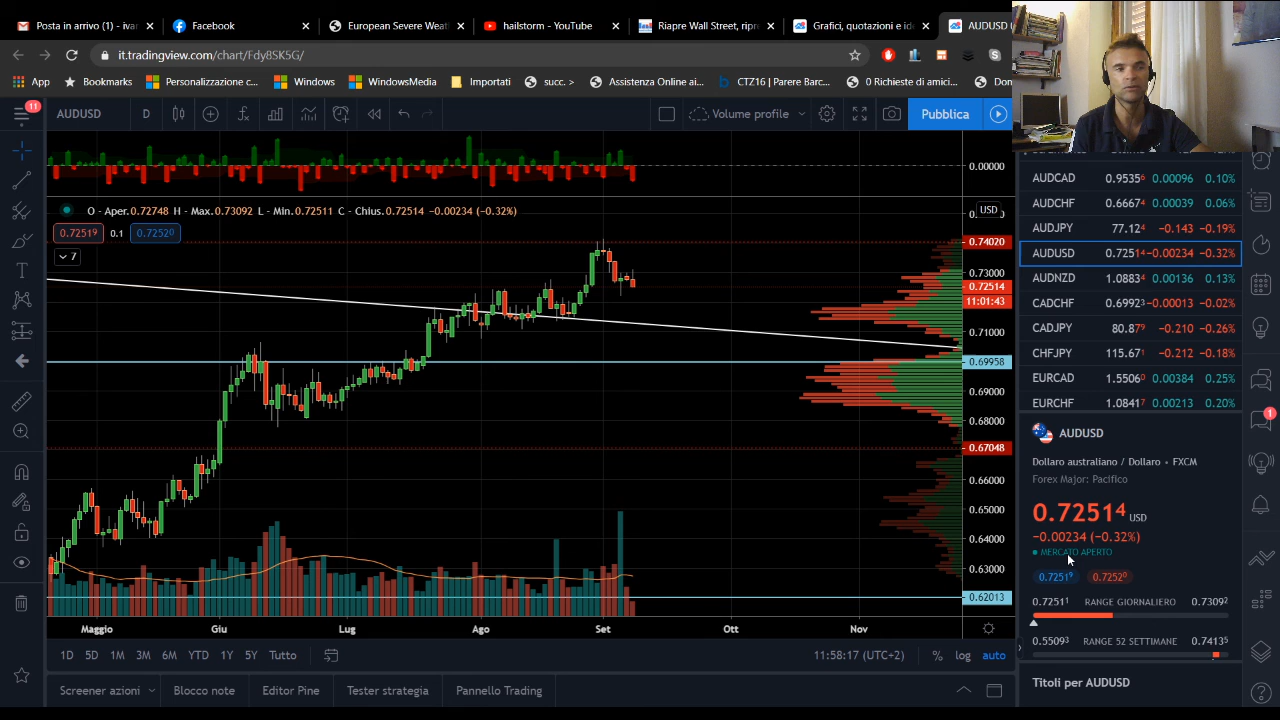 Posta in arrivo (1) - ivan
Facebook
European Severe Weat
hailstorm - YouTube
Riapre Wall Street, ripre
Grafici, quotazioni e ide
AUDUSD 0
it.tradingview.com/chart/Fdy8SK5G/
App
Bookmarks
Personalizzazione c...
Windows
Windows
Importati
succ. >
Assistenza Online ai...
CTZ16 | Parere Barc...
0 Richieste di amici...
11
AUDUSD
D
Volume profile
Pubblica
0.00000
O - Aper. 0.72748 H - Max. 0.73092 L - Min. 0.72511 C - Chius. 0.72514 −0.00234 (−0.32%)
USD
0.72519
0.1
0.72520
7
0.74020
0.73000
0.72514
11:01:43
0.71000
0.69958
0.69000
0.68000
0.67048
0.66000
0.65000
0.64000
0.63000
0.62013
Maggio
Giu
Lug
Ago
Set
Ott
Nov
1D 5D 1M 3M 6M YTD 1Y 5Y Tutto
11:58:17 (UTC+2)
% log auto
Screener azioni
Blocco note
Editor Pine
Tester strategia
Pannello Trading
AUDCAD 0.95356 0.00096 0.10%
AUDCHF 0.66674 0.00039 0.06%
AUDJPY 77.124 −0.143 −0.19%
AUDUSD 0.72514 −0.00234 −0.32%
AUDNZD 1.08834 0.00136 0.13%
CADCHF 0.69923 −0.00013 −0.02%
CADJPY 80.879 −0.210 −0.26%
CHFJPY 115.671 −0.212 −0.18%
EURCAD 1.55060 0.00384 0.25%
EURCHF 1.08417 0.00213 0.20%
1
AUDUSD
Dollaro australiano / Dollaro • FXCM
Forex Major: Pacifico
0.72514 USD
−0.00234 (−0.32%)
MERCATO APERTO
0.72519
0.72520
0.72511 RANGE GIORNALIERO 0.73092
0.55093 RANGE 52 SETTIMANE 0.74135
Titoli per AUDUSD